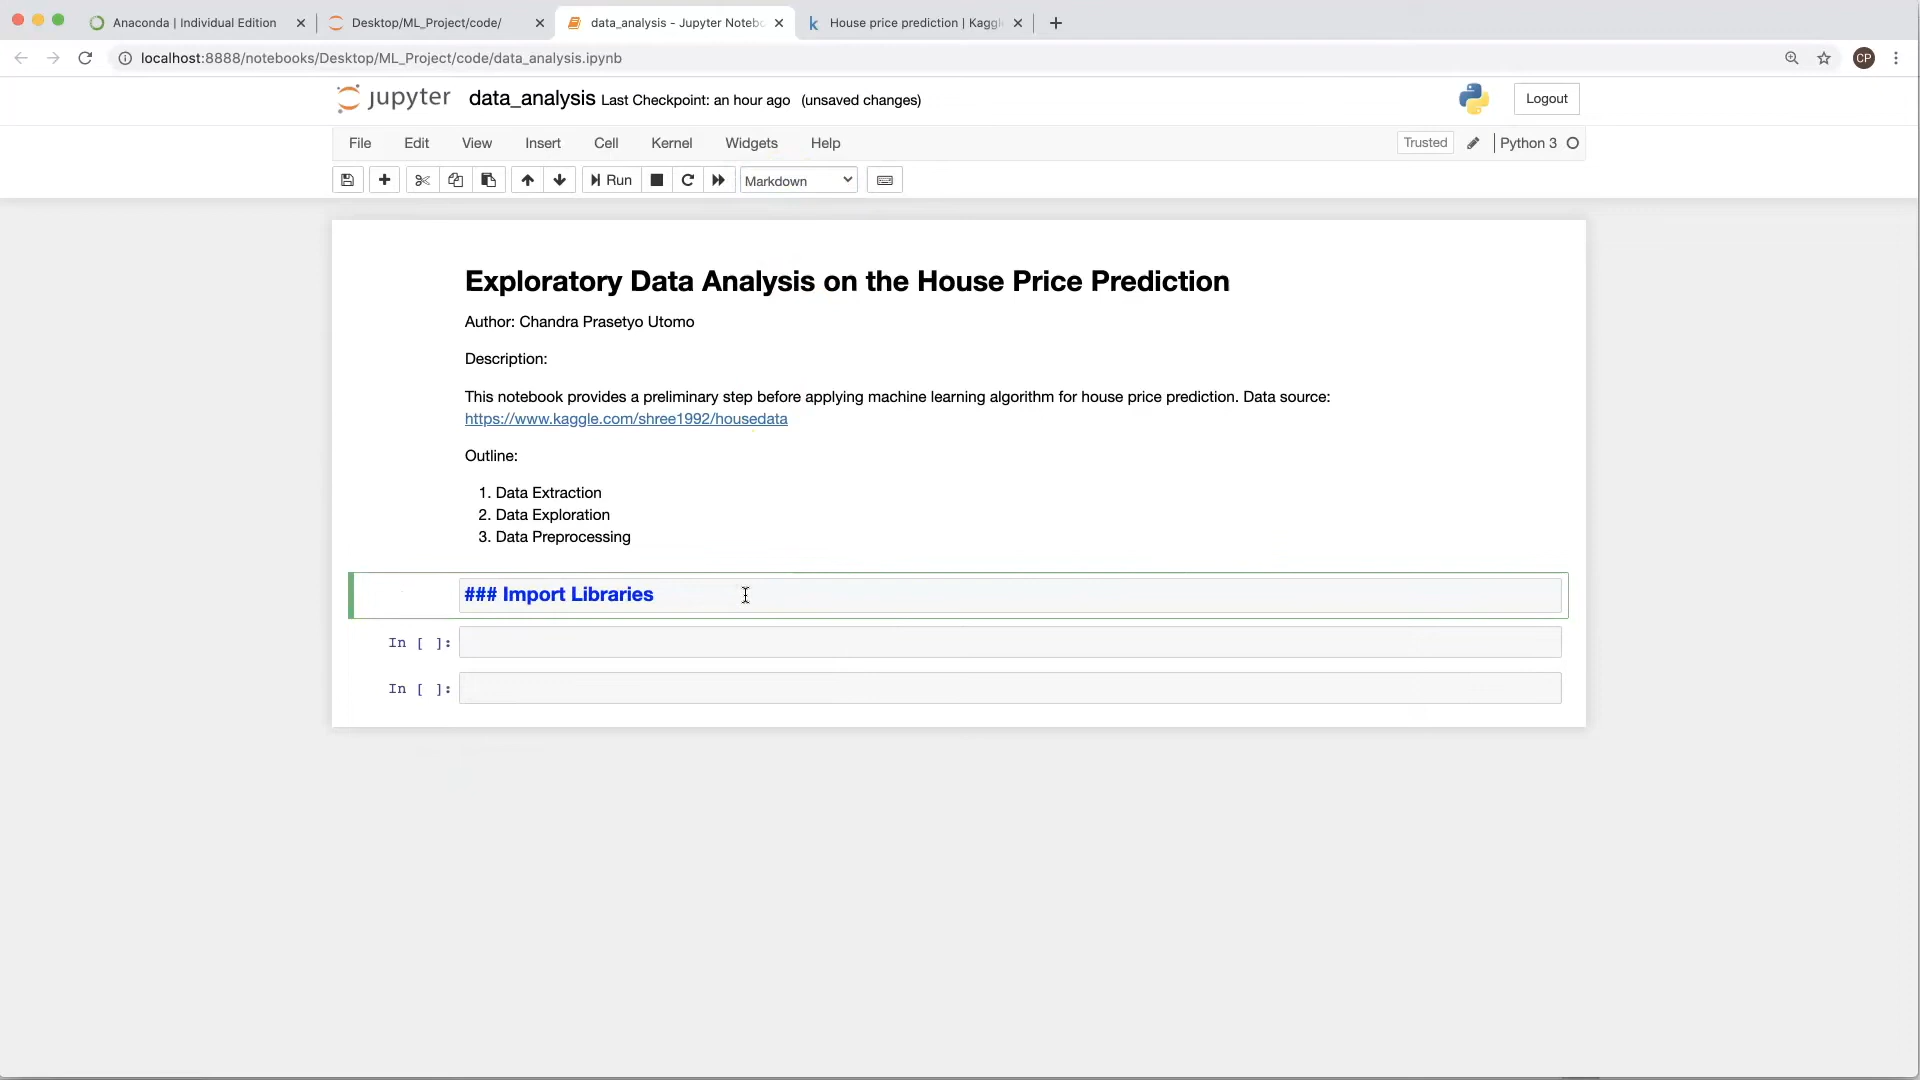 Anaconda | Individual Edition
Desktop/ML_Project/code/
data_analysis - Jupyter Notebo
House price prediction | Kaggl
localhost:8888/notebooks/Desktop/ML_Project/code/data_analysis.ipynb
CP
jupyter data_analysis Last Checkpoint: an hour ago (unsaved changes)
Logout
File Edit View Insert Cell Kernel Widgets Help
Trusted
Python 3
Run
Markdown
Exploratory Data Analysis on the House Price Prediction
Author: Chandra Prasetyo Utomo
Description:
This notebook provides a preliminary step before applying machine learning algorithm for house price prediction. Data source:
https://www.kaggle.com/shree1992/housedata
Outline:
1. Data Extraction
2. Data Exploration
3. Data Preprocessing
### Import Libraries
In [ ]:
In [ ]: